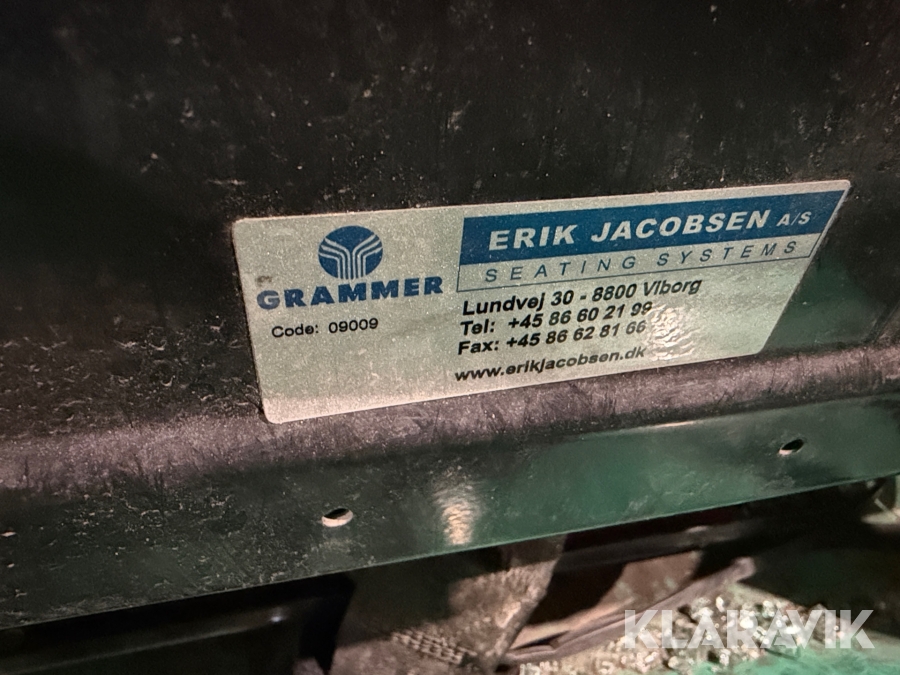 GRAMMER
Code: 09009
ERIK JACOBSEN A/S
SEATING SYSTEMS
Lundvej 30 - 8800 Viborg
Tel: +45 86 60 21 99
Fax: +45 86 62 81 66
www.erikjacobsen.dk
KLARAVIK